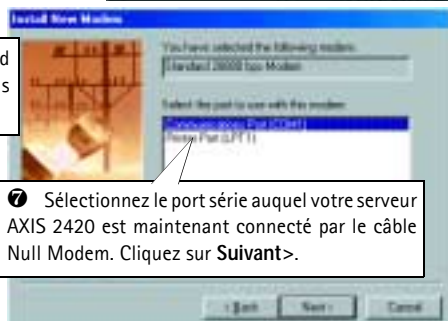 Install New Modem
d
s
You have selected the following modem:
Standard 28800 bps Modem
Select the port to use with this modem:
Communications Port (COM1)
Printer Port (LPT1)
❼ Sélectionnez le port série auquel votre serveur
AXIS 2420 est maintenant connecté par le câble
Null Modem. Cliquez sur Suivant>.
< Back
Next >
Cancel